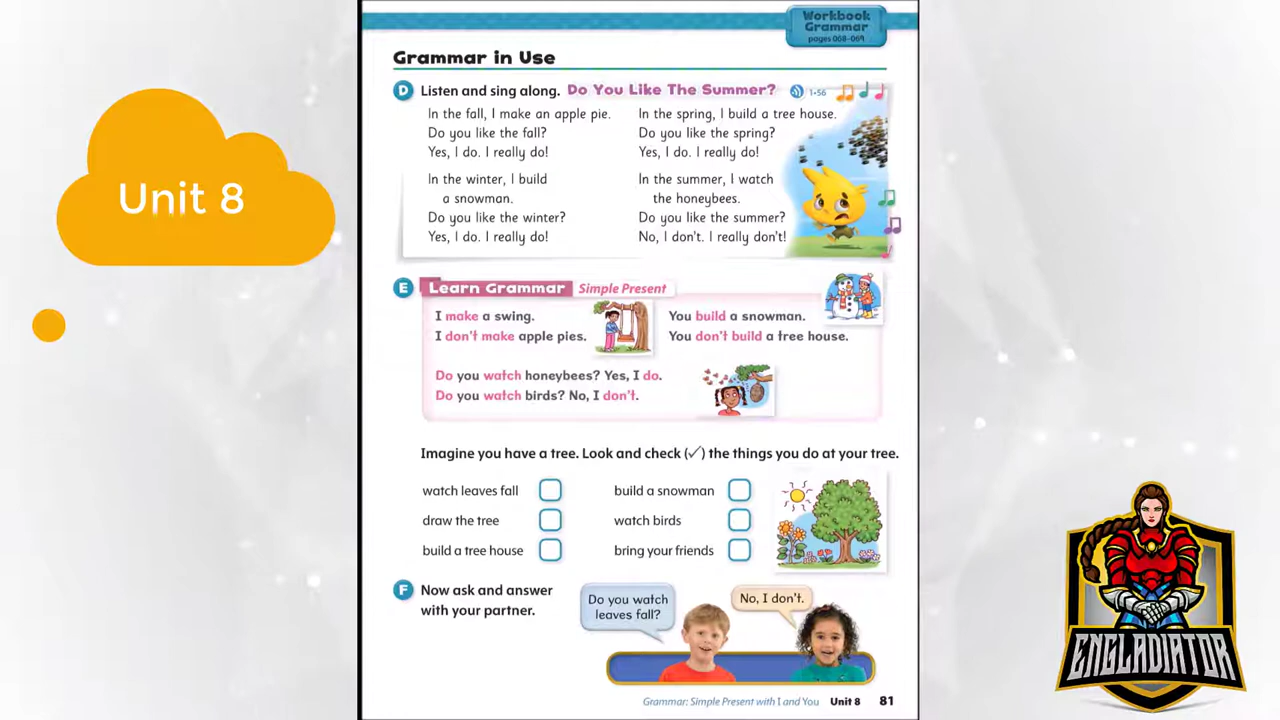 Unit 8
Workbook
Grammar
pages 068–069
Grammar in Use
D Listen and sing along. Do You Like The Summer? 1•56
In the fall, I make an apple pie.
Do you like the fall?
Yes, I do. I really do!
In the winter, I build
a snowman.
Do you like the winter?
Yes, I do. I really do!
In the spring, I build a tree house.
Do you like the spring?
Yes, I do. I really do!
In the summer, I watch
the honeybees.
Do you like the summer?
No, I don't. I really don't!
E Learn Grammar Simple Present
I make a swing.
I don't make apple pies.
You build a snowman.
You don't build a tree house.
Do you watch honeybees? Yes, I do.
Do you watch birds? No, I don't.
Imagine you have a tree. Look and check (✓) the things you do at your tree.
watch leaves fall
draw the tree
build a tree house
build a snowman
watch birds
bring your friends
F Now ask and answer
with your partner.
Do you watch
leaves fall?
No, I don't.
Grammar: Simple Present with I and You Unit 8 81
ENGLADIATOR